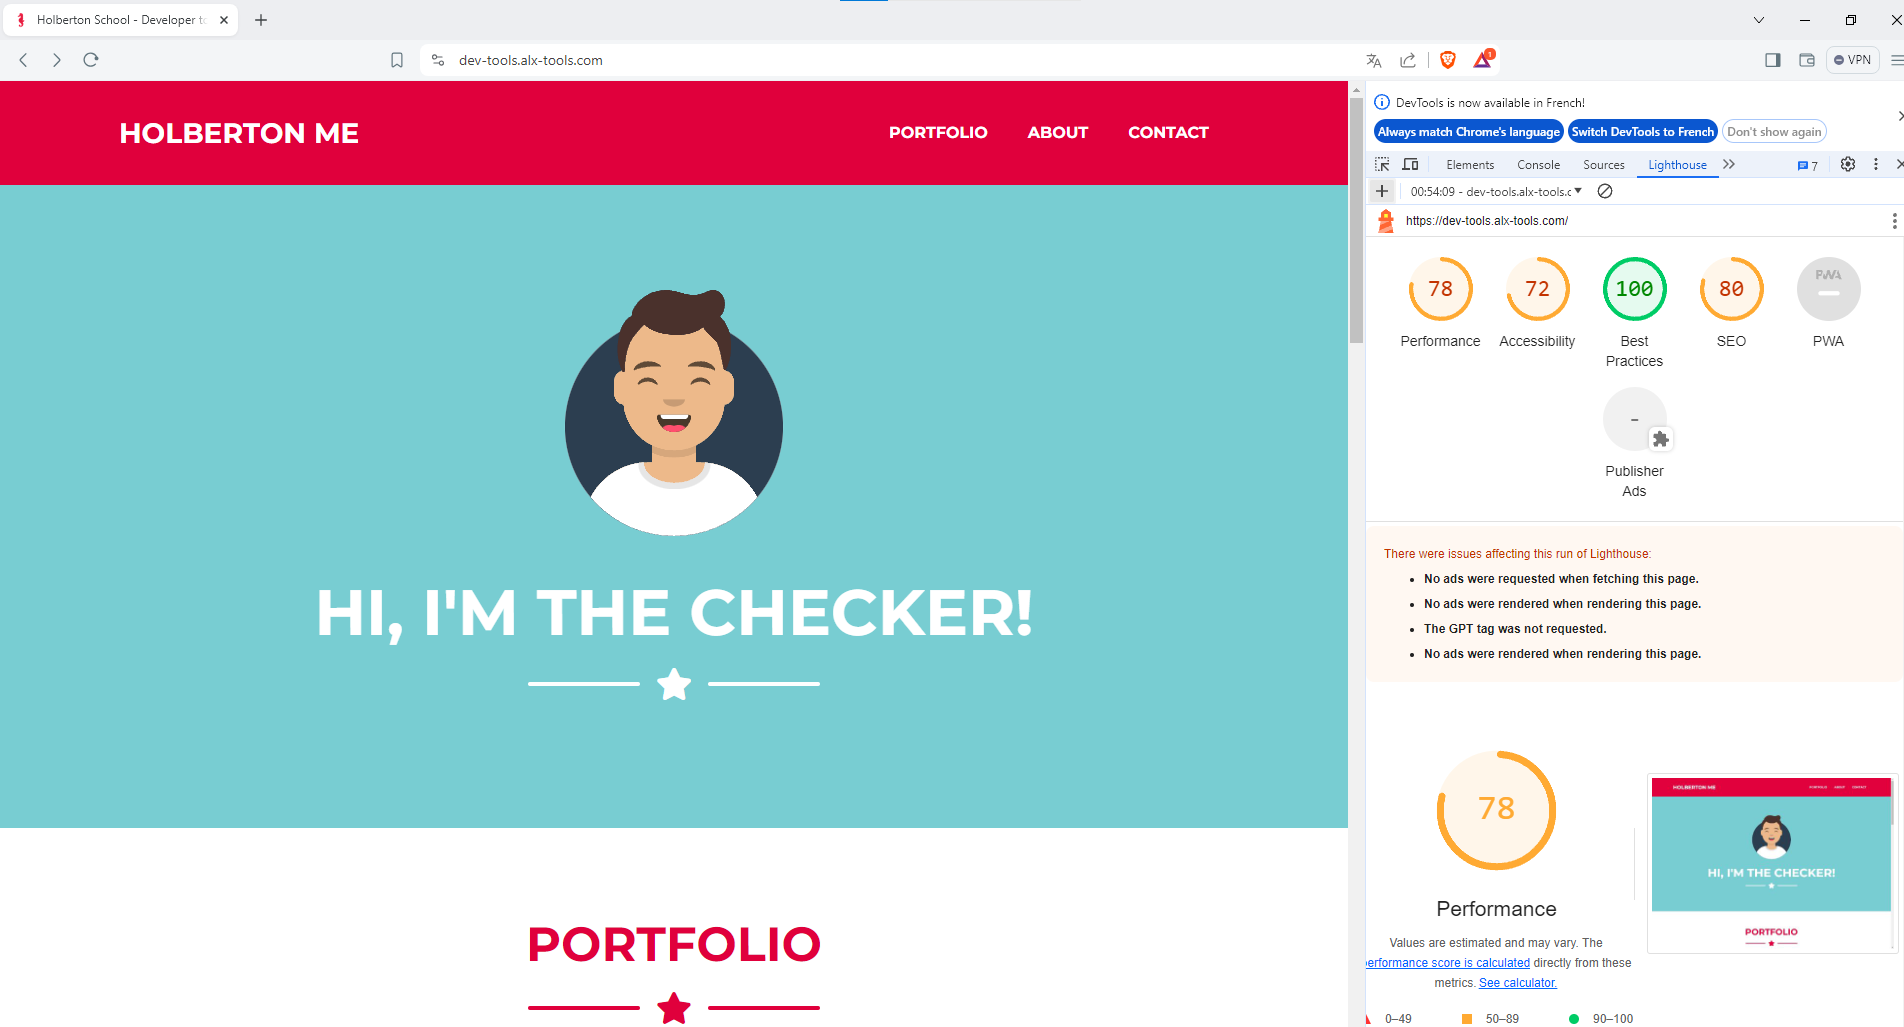 Holberton School - Developer to
dev-tools.alx-tools.com
1
VPN
HOLBERTON ME
PORTFOLIO
ABOUT
CONTACT
HI, I'M THE CHECKER!
PORTFOLIO
DevTools is now available in French!
Always match Chrome's language
Switch DevTools to French
Don't show again
Elements
Console
Sources
Lighthouse
7
00:54:09 - dev-tools.alx-tools.c
https://dev-tools.alx-tools.com/
78
Performance
72
Accessibility
100
Best
Practices
80
SEO
PWA
PWA
-
Publisher
Ads
There were issues affecting this run of Lighthouse:
No ads were requested when fetching this page.
No ads were rendered when rendering this page.
The GPT tag was not requested.
No ads were rendered when rendering this page.
78
Performance
Values are estimated and may vary. The
erformance score is calculated directly from these
metrics. See calculator.
0–49
50–89
90–100
HOLBERTON ME
PORTFOLIO
ABOUT
CONTACT
HI, I'M THE CHECKER!
PORTFOLIO